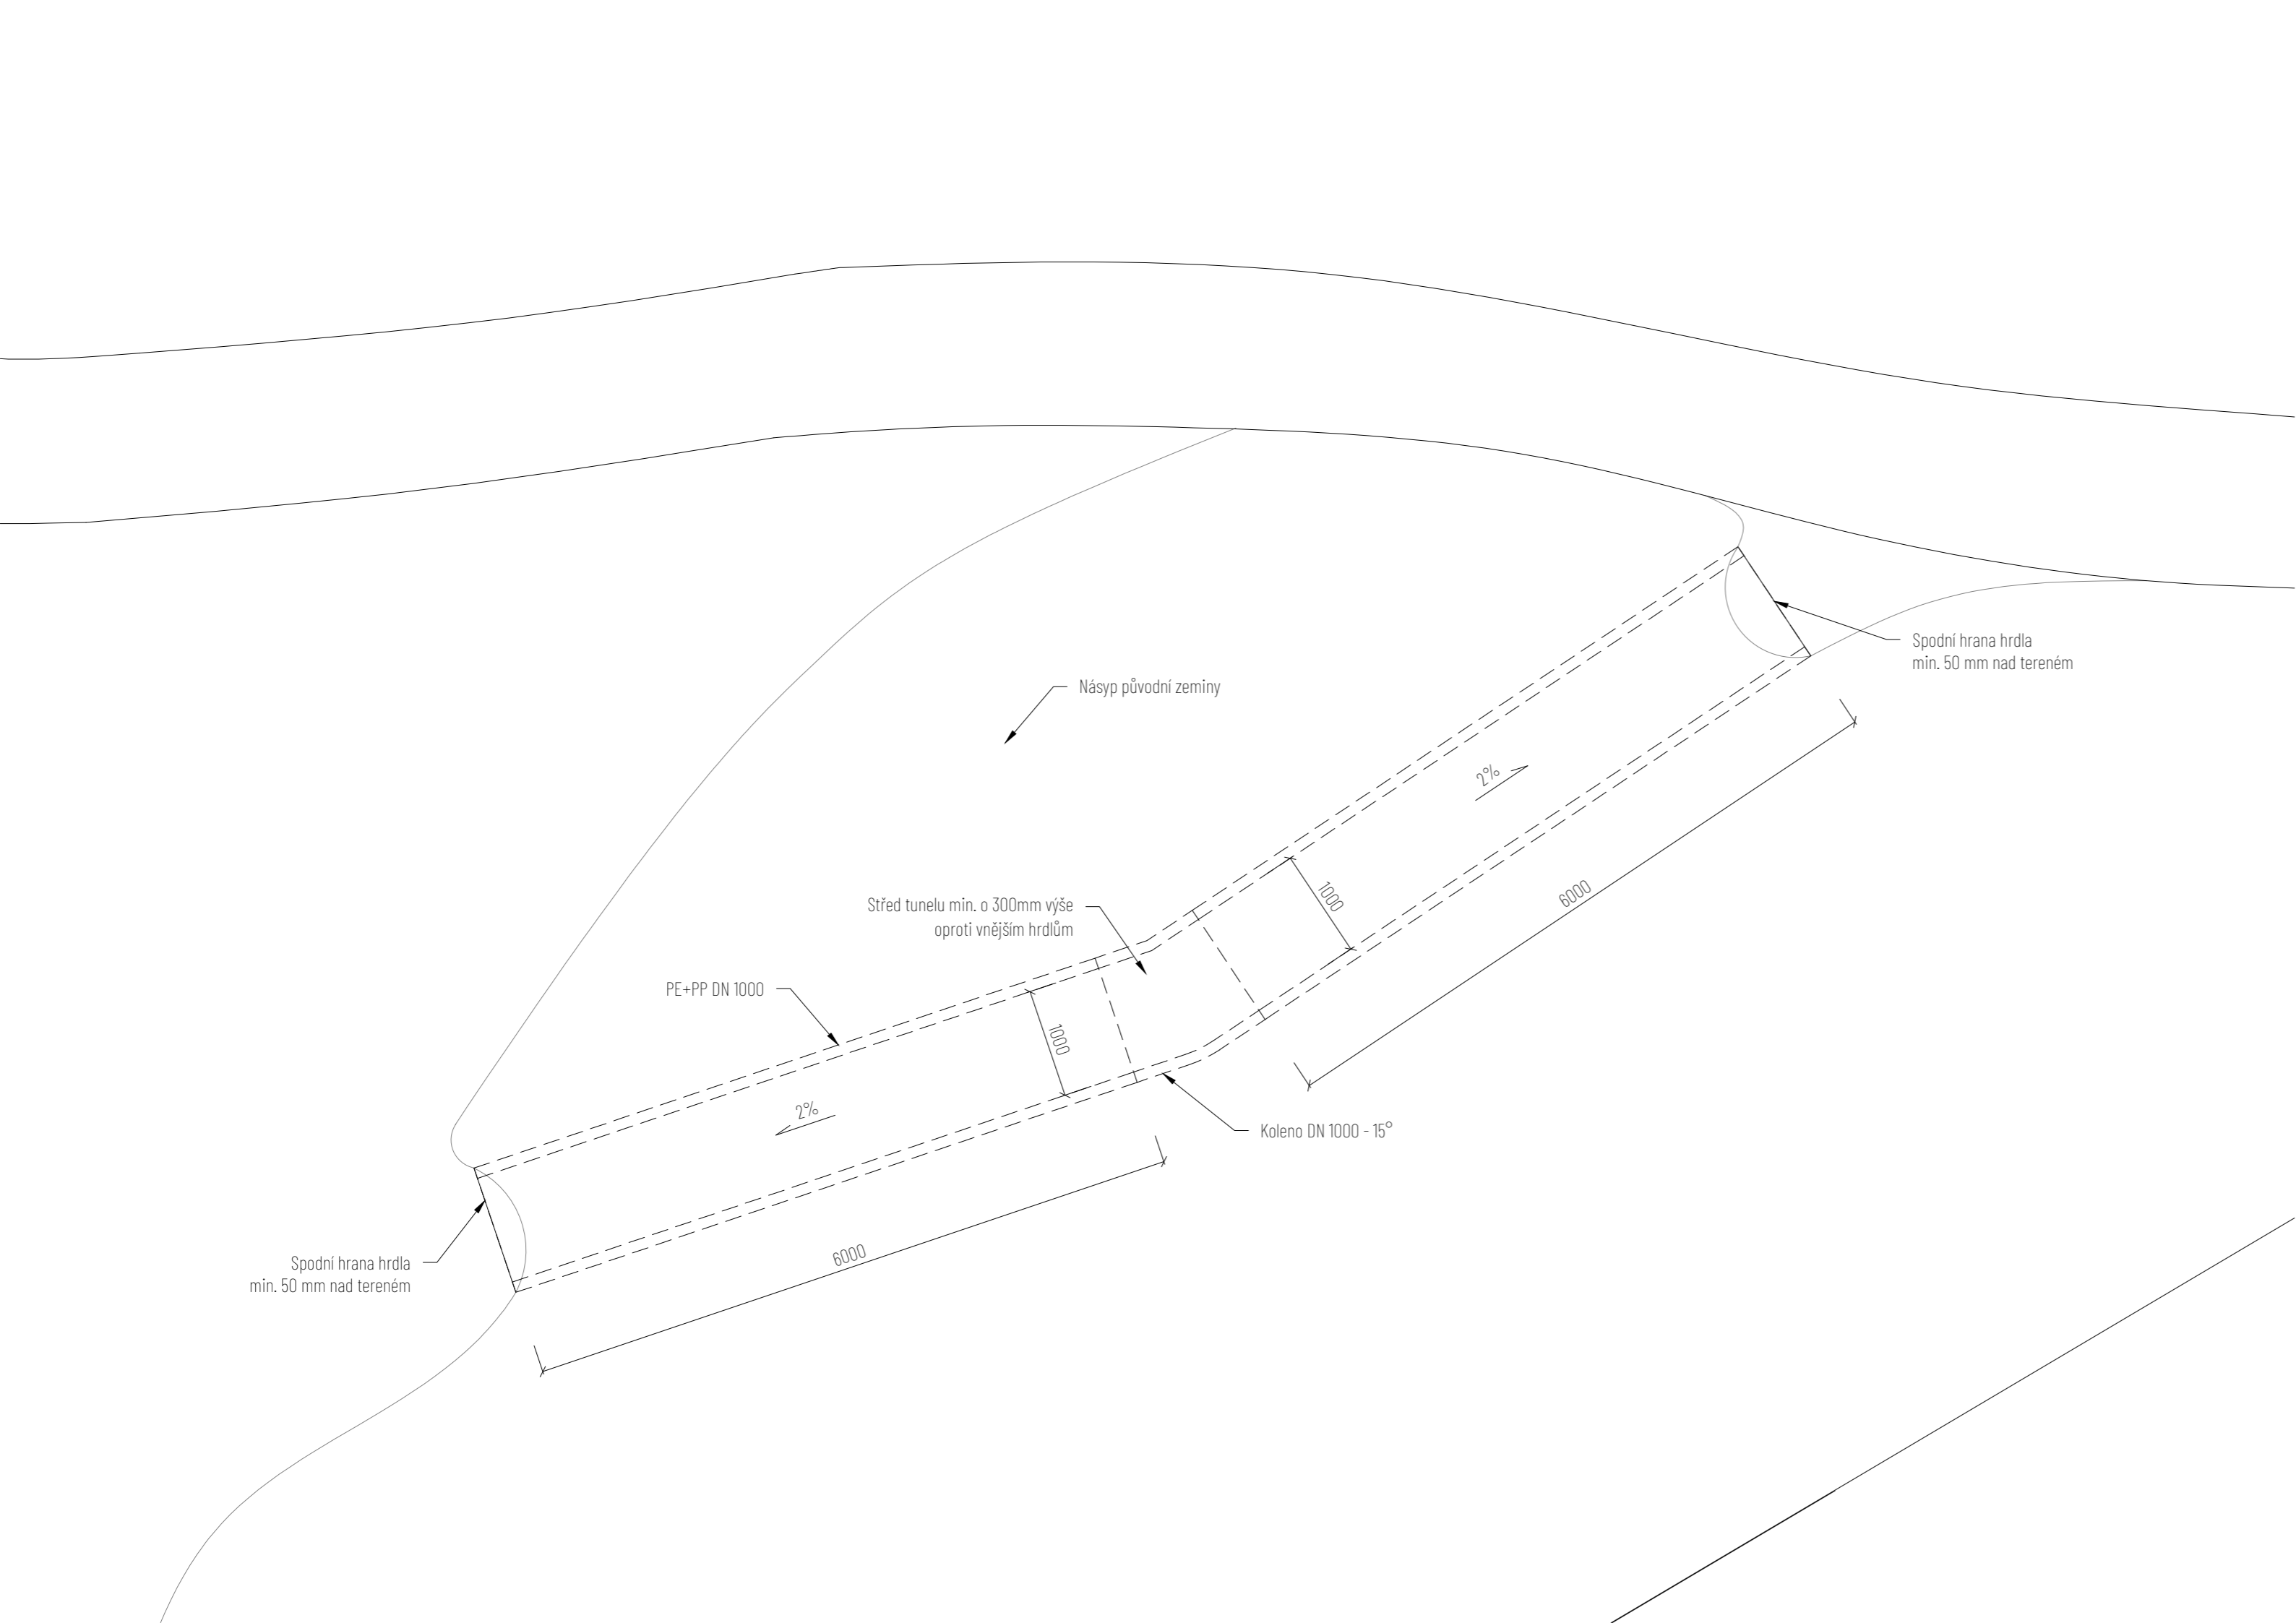 Spodní hrana hrdla
min. 50 mm nad tereném
Násyp původní zeminy
2%
1000
6000
Střed tunelu min. o 300mm výše
oproti vnějším hrdlům
PE+PP DN 1000
1000
2%
Koleno DN 1000 - 15°
6000
Spodní hrana hrdla
min. 50 mm nad tereném